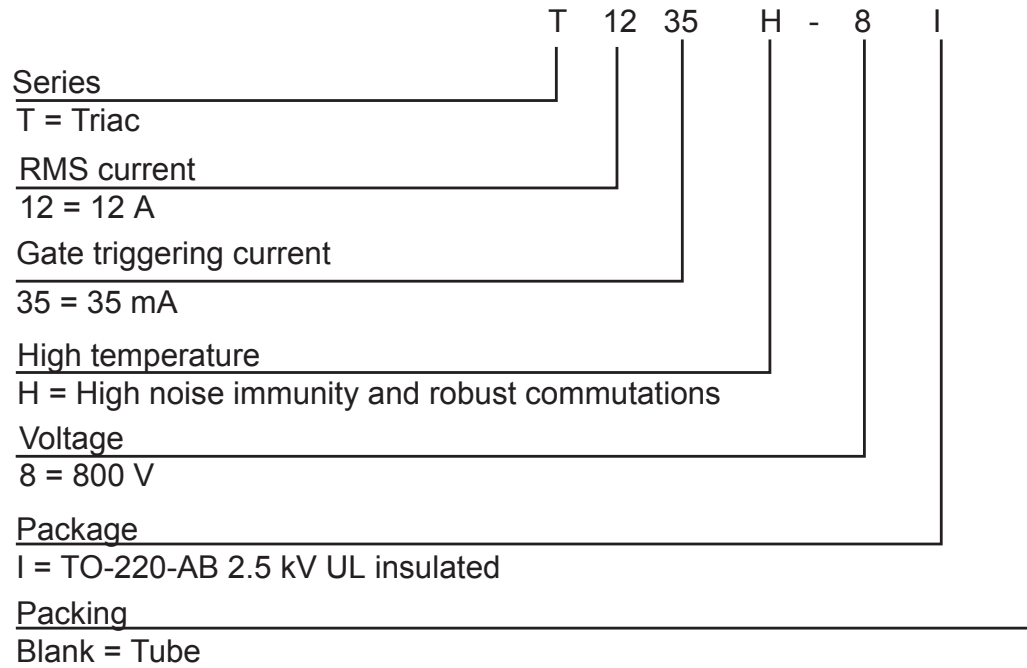 T 12 35 H - 8 I
Series
T = Triac
RMS current
12 = 12 A
Gate triggering current
35 = 35 mA
High temperature
H = High noise immunity and robust commutations
Voltage
8 = 800 V
Package
I = TO-220-AB 2.5 kV UL insulated
Packing
Blank = Tube